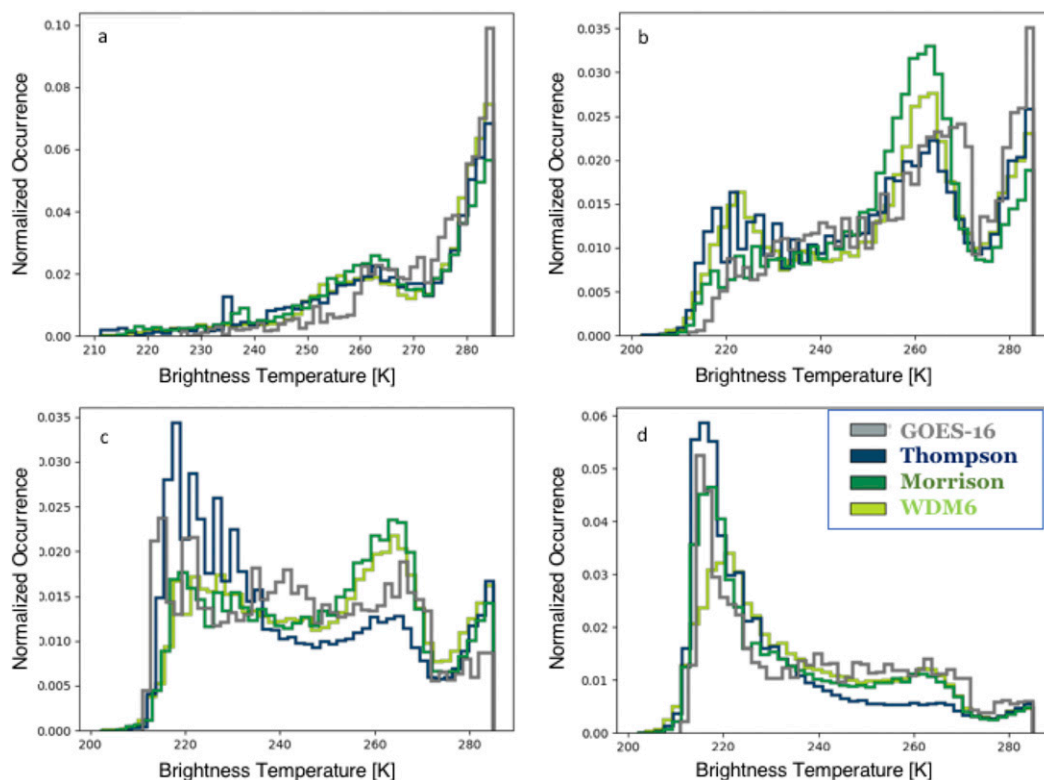 a
0.10
0.08
0.06
0.04
0.02
0.00
210 220 230 240 250 260 270 280
Normalized Occurrence
Brightness Temperature [K]
b
0.035
0.030
0.025
0.020
0.015
0.010
0.005
0.000
200 220 240 260 280
Normalized Occurrence
Brightness Temperature [K]
c
0.035
0.030
0.025
0.020
0.015
0.010
0.005
0.000
200 220 240 260 280
Normalized Occurrence
Brightness Temperature [K]
d
0.06
0.05
0.04
0.03
0.02
0.01
0.00
200 220 240 260 280
Normalized Occurrence
Brightness Temperature [K]
GOES-16
Thompson
Morrison
WDM6